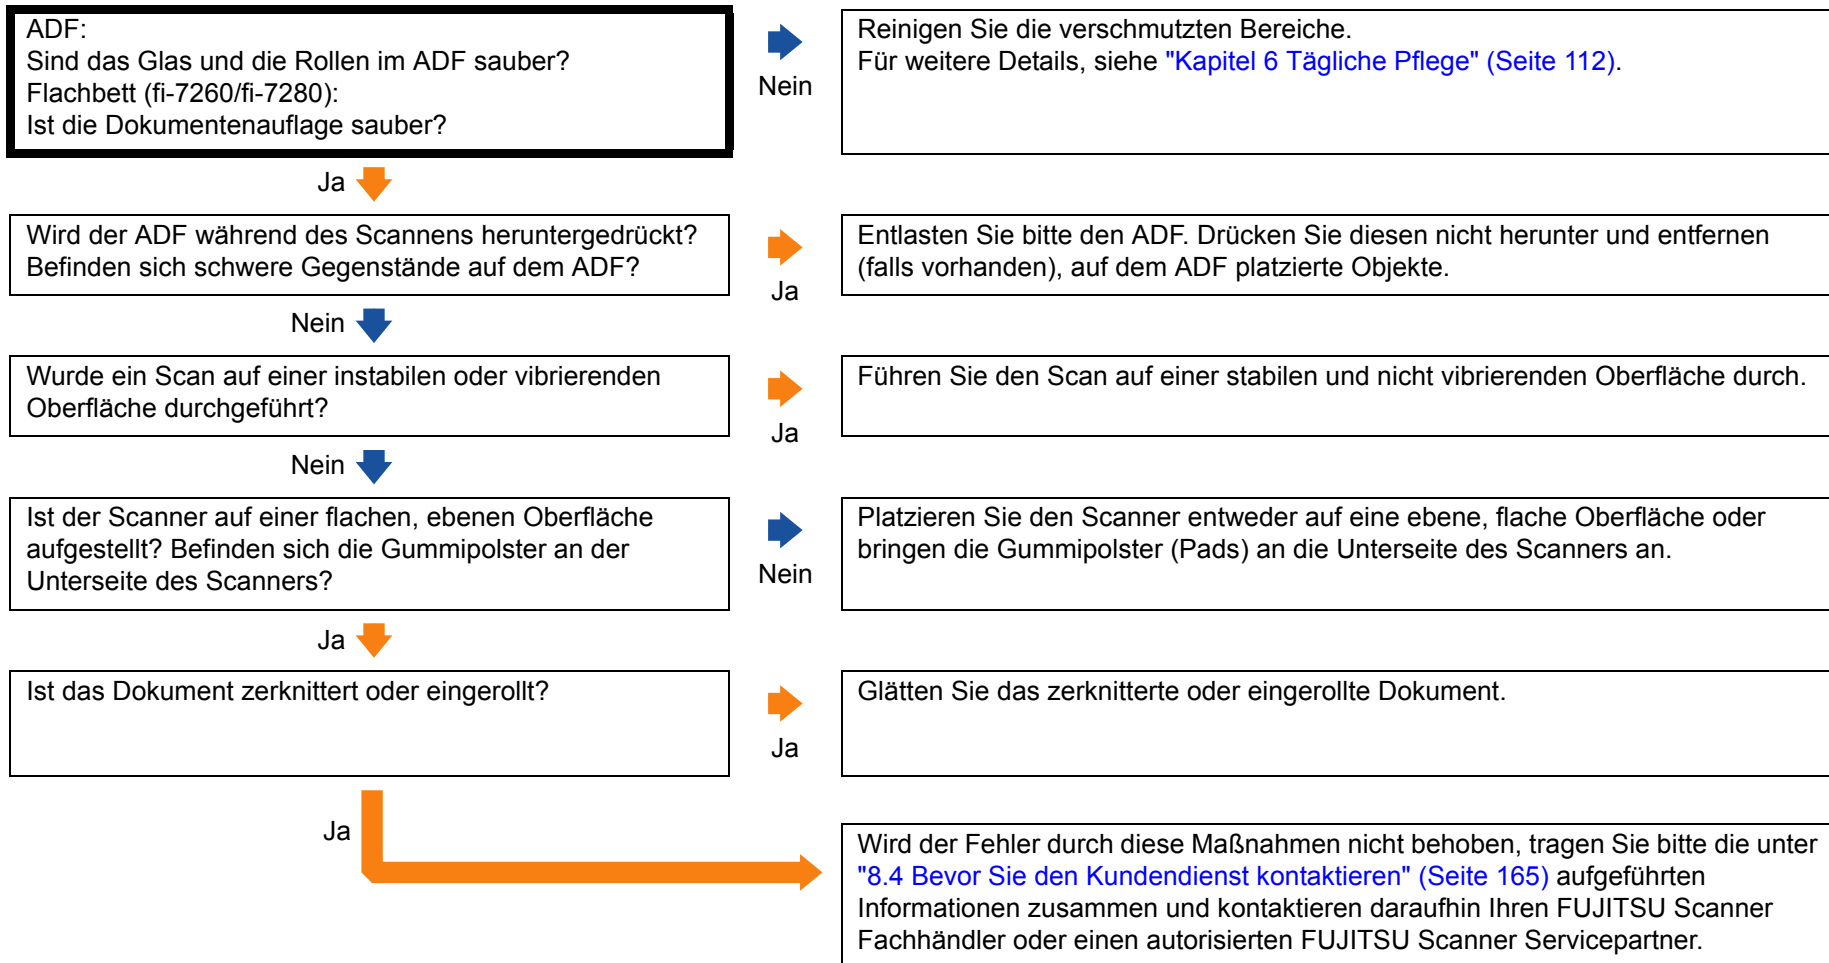 ADF:
Sind das Glas und die Rollen im ADF sauber?
Flachbett (fi-7260/fi-7280):
Ist die Dokumentenauflage sauber?
Nein
Reinigen Sie die verschmutzten Bereiche.
Für weitere Details, siehe "Kapitel 6 Tägliche Pflege" (Seite 112).
Ja
Wird der ADF während des Scannens heruntergedrückt?
Befinden sich schwere Gegenstände auf dem ADF?
Ja
Entlasten Sie bitte den ADF. Drücken Sie diesen nicht herunter und entfernen
(falls vorhanden), auf dem ADF platzierte Objekte.
Nein
Wurde ein Scan auf einer instabilen oder vibrierenden
Oberfläche durchgeführt?
Ja
Führen Sie den Scan auf einer stabilen und nicht vibrierenden Oberfläche durch.
Nein
Ist der Scanner auf einer flachen, ebenen Oberfläche
aufgestellt? Befinden sich die Gummipolster an der
Unterseite des Scanners?
Nein
Platzieren Sie den Scanner entweder auf eine ebene, flache Oberfläche oder
bringen die Gummipolster (Pads) an die Unterseite des Scanners an.
Ja
Ist das Dokument zerknittert oder eingerollt?
Ja
Glätten Sie das zerknitterte oder eingerollte Dokument.
Ja
Wird der Fehler durch diese Maßnahmen nicht behoben, tragen Sie bitte die unter
"8.4 Bevor Sie den Kundendienst kontaktieren" (Seite 165) aufgeführten
Informationen zusammen und kontaktieren daraufhin Ihren FUJITSU Scanner
Fachhändler oder einen autorisierten FUJITSU Scanner Servicepartner.